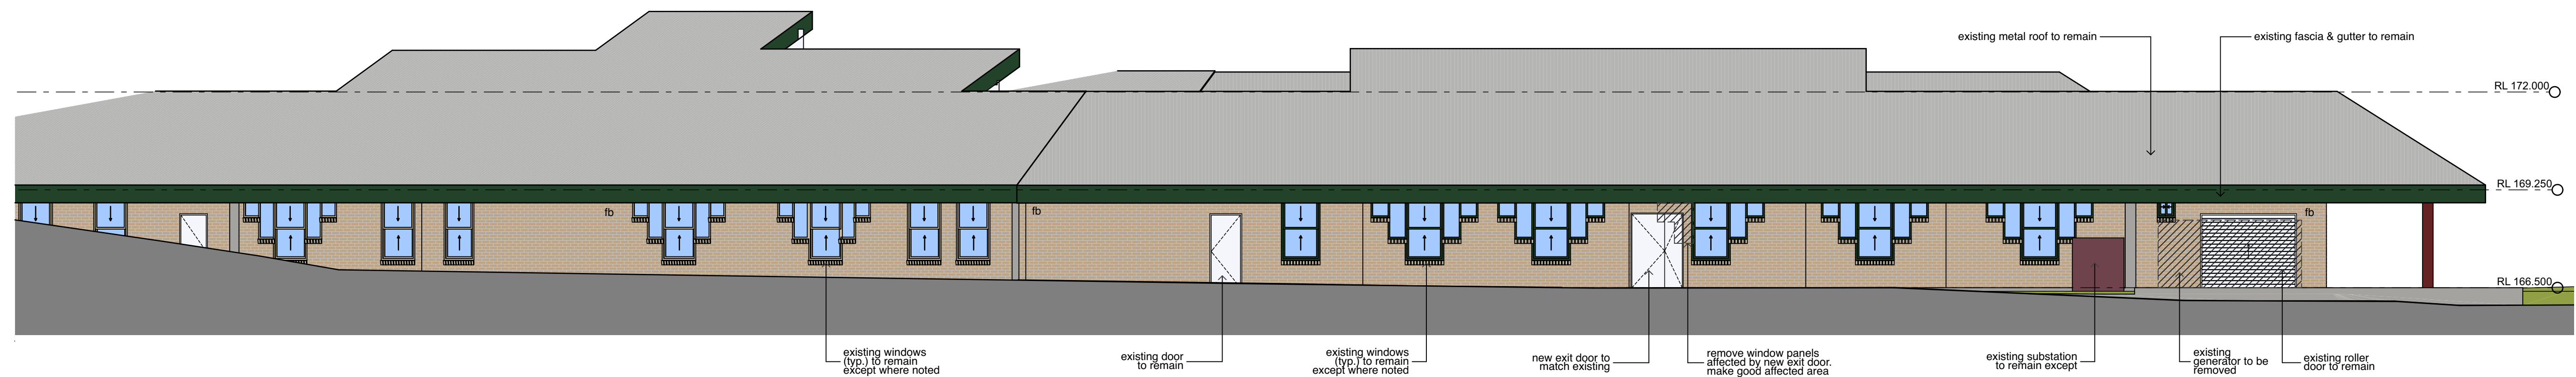 existing metal roof to remain
existing fascia & gutter to remain
RL 172.000
RL 169.250
fb
fb
fb
RL 166.500
existing windows
(typ.) to remain
except where noted
existing door
to remain
existing windows
(typ.) to remain
except where noted
new exit door to
match existing
remove window panels
affected by new exit door.
make good affected area
existing substation
to remain except
existing
generator to be
removed
existing roller
door to remain